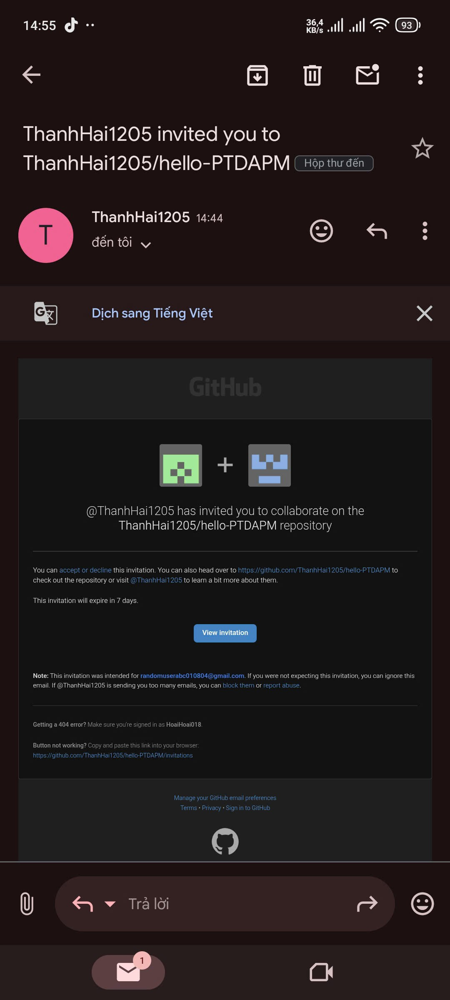 14:55
36,4
KB/s
93
ThanhHai1205 invited you to
ThanhHai1205/hello-PTDAPM Hộp thư đến
T
ThanhHai1205 14:44
đến tôi
Dịch sang Tiếng Việt
GitHub
@ThanhHai1205 has invited you to collaborate on the
ThanhHai1205/hello-PTDAPM repository
You can accept or decline this invitation. You can also head over to https://github.com/ThanhHai1205/hello-PTDAPM to
check out the repository or visit @ThanhHai1205 to learn a bit more about them.
This invitation will expire in 7 days.
View invitation
Note: This invitation was intended for randomuserabc010804@gmail.com. If you were not expecting this invitation, you can ignore this
email. If @ThanhHai1205 is sending you too many emails, you can block them or report abuse.
Getting a 404 error? Make sure you're signed in as HoaiHoai018.
Button not working? Copy and paste this link into your browser:
https://github.com/ThanhHai1205/hello-PTDAPM/invitations
Manage your GitHub email preferences
Terms • Privacy • Sign in to GitHub
Trả lời
1